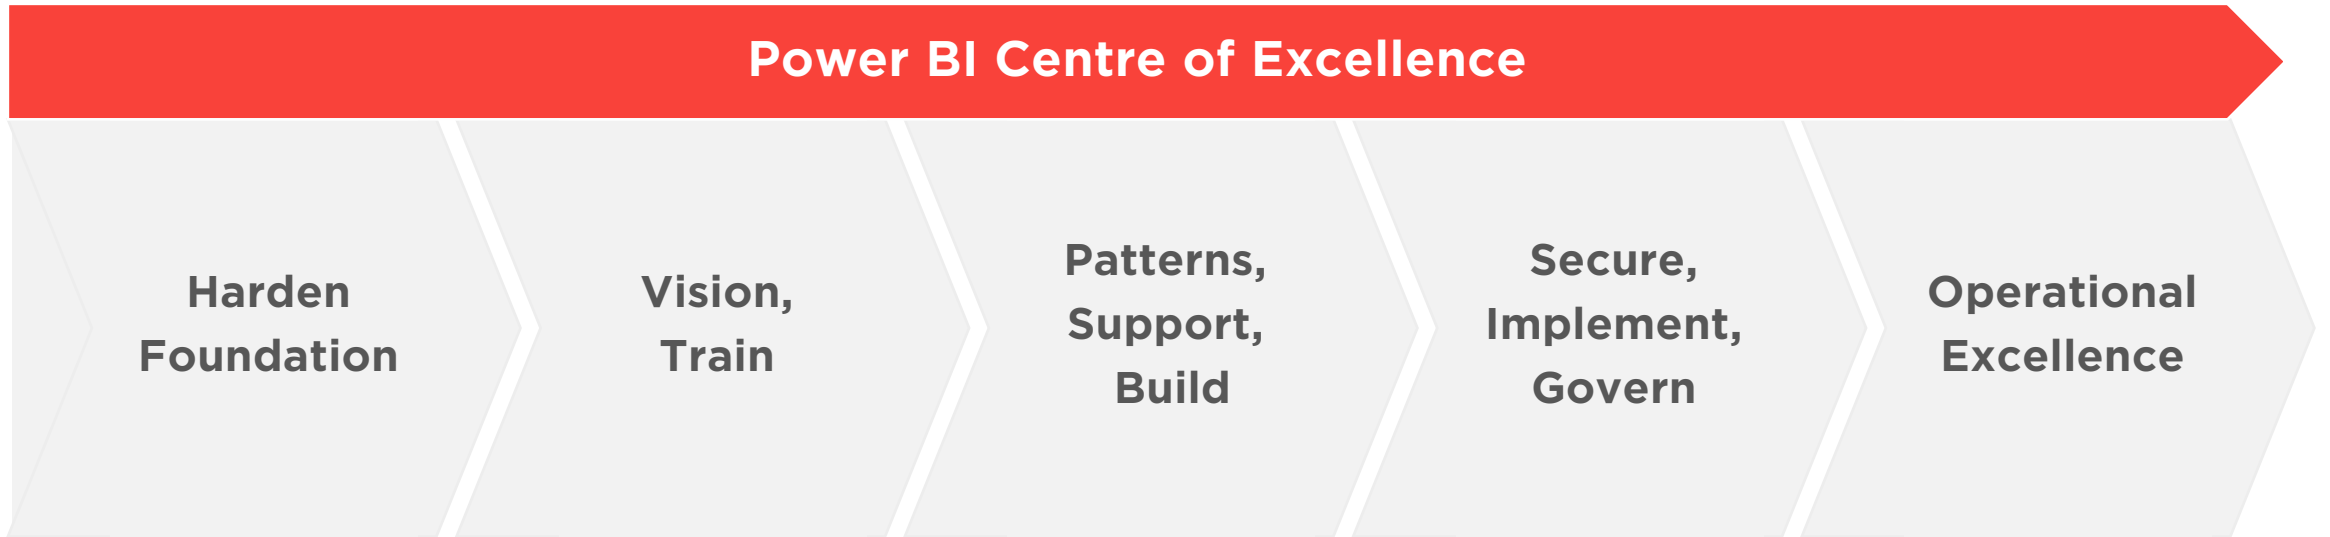 Power BI Centre of Excellence
Harden
Foundation
Vision,
Train
Patterns,
Support,
Build
Secure,
Implement,
Govern
Operational
Excellence